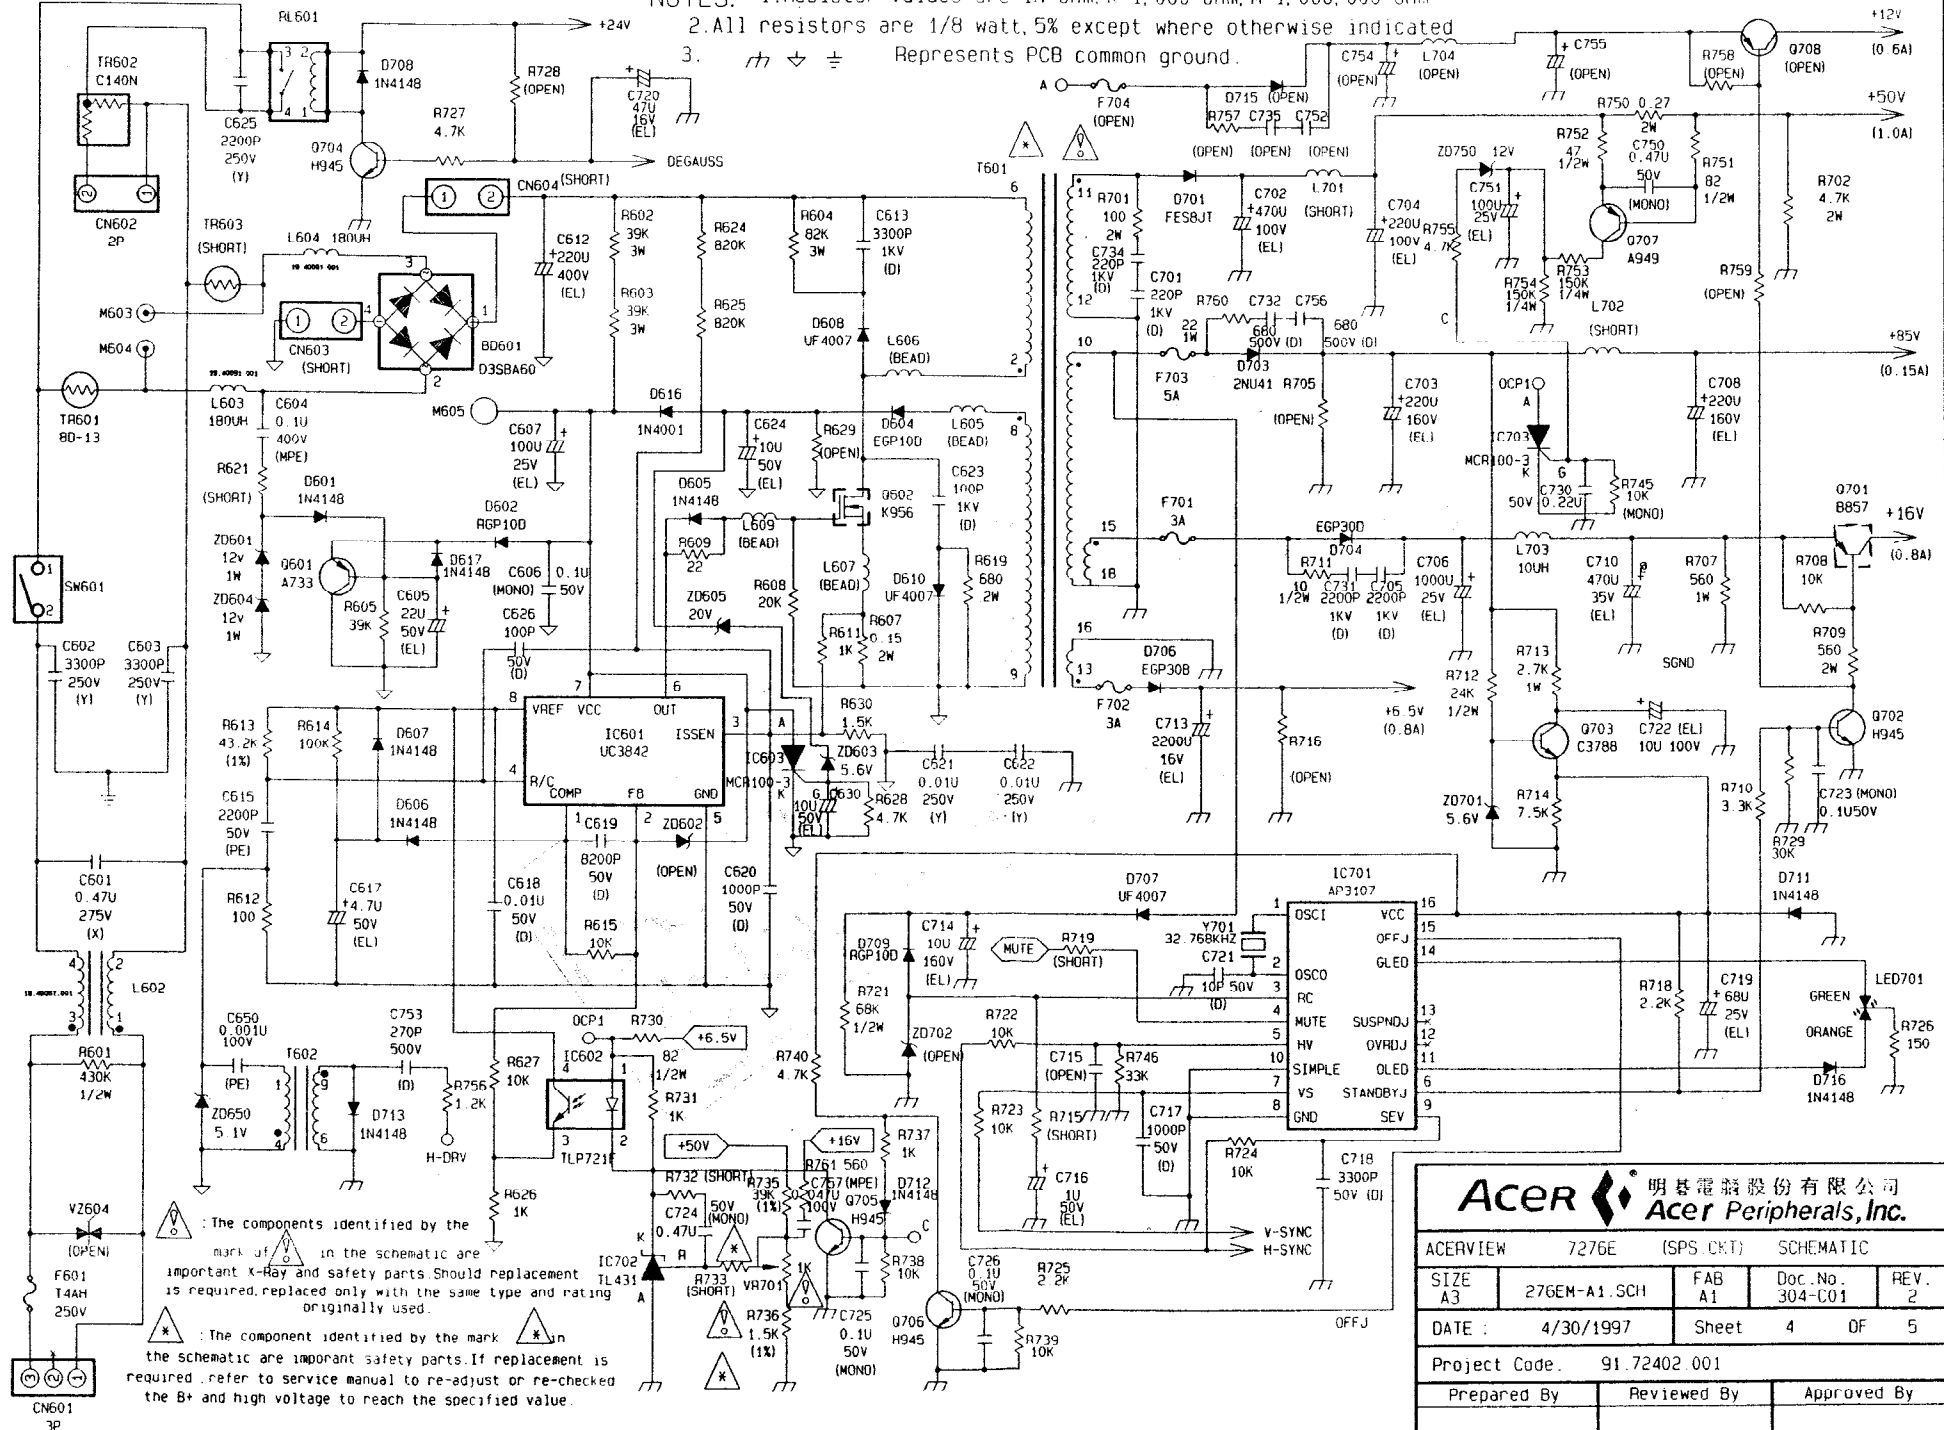 NOTES:
2.All resistors are 1/8 watt, 5% except where otherwise indicated
3. Represents PCB common ground.
RL601
+24V
3 2
4 1
TR602
C140N
D708
1N4148
R728
(OPEN)
C720
47U
16V
(EL)
R727
4.7K
C625
2200P
250V
(Y)
Q704
H945
DEGAUSS
CN602
2P
CN604
(SHORT)
TR603
(SHORT)
L604 180UH
M603
M604
CN603
(SHORT)
BD601
D3SBA60
TR601
8D-13
L603
180UH
C604
0.1U
400V
(MPE)
C612
220U
400V
(EL)
R602
39K
3W
R603
39K
3W
R624
820K
R625
820K
R604
82K
3W
C613
3300P
1KV
(D)
D608
UF4007
L606
(BEAD)
T601
6
2
8
9
M605
D616
1N4001
C607
100U
25V
(EL)
C624
10U
50V
(EL)
R629
(OPEN)
D604
EGP10D
L605
(BEAD)
R621
(SHORT)
D601
1N4148
D602
RGP10D
D605
1N4148
Q602
K956
C623
100P
1KV
(D)
L609
(BEAD)
R609
22
L607
(BEAD)
D610
UF4007
R619
680
2W
ZD601
12v
1W
ZD604
12v
1W
Q601
A733
D617
1N4148
C606
(MONO)
0.1U
50V
R605
39K
C605
22U
50V
(EL)
C626
100P
50V
(D)
ZD605
20V
R608
20K
R611
1K
R607
0.15
2W
SW601
C602
3300P
250V
(Y)
C603
3300P
250V
(Y)
R613
43.2K
(1%)
R614
100K
D607
1N4148
8 VREF
7 VCC
6 OUT
IC601
UC3842
ISSEN 3
4 R/C
COMP 1
FB 2
GND 5
R630
1.5K
IC603
MCR100-3
A
K
G
ZD603
5.6V
C630
10U
50V
(EL)
R628
4.7K
C621
0.01U
250V
(Y)
C622
0.01U
250V
(Y)
C615
2200P
50V
(PE)
D606
1N4148
C619
8200P
50V
(D)
ZD602
(OPEN)
C601
0.47U
275V
(X)
R612
100
C617
4.7U
50V
(EL)
C618
0.01U
50V
(D)
R615
10K
C620
1000P
50V
(D)
L602
R601
430K
1/2W
C650
0.001U
(PE)
T602
C753
270P
500V
(D)
R756
1.2K
H-DRV
ZD650
5.1V
D713
1N4148
OCP1
R730
82
1/2W
+6.5V
R627
10K
IC602
TLP721F
R731
1K
R626
1K
VZ604
(OPEN)
F601
T4AH
250V
CN601
3P
: The components identified by the
mark of in the schematic are
important X-Ray and safety parts.Should replacement
is required,replaced only with the same type and rating
originally used.
: The component identified by the mark in
the schematic are imporant safety parts.If replacement is
required .refer to service manual to re-adjust or re-checked
the B+ and high voltage to reach the specified value.
R732 (SHORT)
+50V
+16V
R735
39K
(1%)
R761 560
C757 (MPE)
0.047U
100V
C724
0.47U
50V
(MONO)
IC702
TL431
R733
(SHORT)
VR701
1K
R736
1.5K
(1%)
Q705
H945
C725
0.1U
50V
(MONO)
R737
1K
D712
1N4148
R738
10K
C
R740
4.7K
Q706
H945
C726
0.1U
50V
(MONO)
R739
10K
R725
2.2K
OFFJ
V-SYNC
H-SYNC
A
F704
(OPEN)
D715 (OPEN)
R757
(OPEN)
C735
(OPEN)
C752
(OPEN)
C754
(OPEN)
L704
(OPEN)
C755
(OPEN)
R758
(OPEN)
Q708
(OPEN)
+12V
(0.6A)
R750 0.27
2W
+50V
(1.0A)
R752
47
1/2W
C750
0.47U
50V
(MONO)
R751
82
1/2W
ZD750 12V
C751
100U
25V
(EL)
R702
4.7K
2W
Q707
A949
R755
4.7K
R754
150K
1/4W
R753
150K
1/4W
R759
(OPEN)
R701
100
2W
C734
220P
1KV
(D)
C701
220P
1KV
(D)
D701
FES8JT
C702
470U
100V
(EL)
L701
(SHORT)
C704
220U
100V
(EL)
R760
22
1W
C732
680
500V (D)
C756
680
500V (D)
L702
(SHORT)
+85V
(0.15A)
F703
5A
D703
2NU41
R705
(OPEN)
C703
220U
160V
(EL)
OCP1
IC703
MCR100-3
C708
220U
160V
(EL)
C730
50V 0.22U
(MONO)
R745
10K
F701
3A
EGP30D
D704
R711
10
1/2W
C731
2200P
1KV
(D)
C705
2200P
1KV
(D)
C706
1000U
25V
(EL)
L703
10UH
C710
470U
35V
(EL)
R707
560
1W
R708
10K
Q701
B857
+16V
(0.8A)
R709
560
2W
SGND
D706
EGP30B
F702
3A
C713
2200U
16V
(EL)
R716
(OPEN)
+6.5V
(0.8A)
R712
24K
1/2W
R713
2.7K
1W
Q703
C3788
C722 (EL)
10U 100V
Q702
H945
ZD701
5.6V
R714
7.5K
R710
3.3K
R729
30K
C723 (MONO)
0.1U50V
D711
1N4148
D707
UF4007
D709
RGP10D
C714
10U
160V
(EL)
R721
68K
1/2W
ZD702
(OPEN)
MUTE
R719
(SHORT)
Y701
32.768KHZ
C721
10P 50V
(D)
IC701
AP3107
1 OSCI VCC 16
OFFJ 15
GLED 14
2 OSCO
3 RC
4 MUTE SUSPNDJ 13
5 HV OVRDJ 12
10 SIMPLE OLED 11
7 VS STANDBYJ 6
8 GND SEV 9
R722
10K
C715
(OPEN)
R746
33K
R723
10K
R715
(SHORT)
C716
1U
50V
(EL)
C717
1000P
50V
(D)
R724
10K
C718
3300P
50V (D)
R718
2.2K
C719
68U
25V
(EL)
LED701
GREEN
ORANGE
R726
150
D716
1N4148
Acer 明碁電腦股份有限公司
Acer Peripherals, Inc.
ACERVIEW 7276E (SPS.CKT) SCHEMATIC
SIZE A3 276EM-A1.SCH FAB A1 Doc.No. 304-C01 REV. 2
DATE : 4/30/1997 Sheet 4 OF 5
Project Code. 91.72402.001
Prepared By Reviewed By Approved By